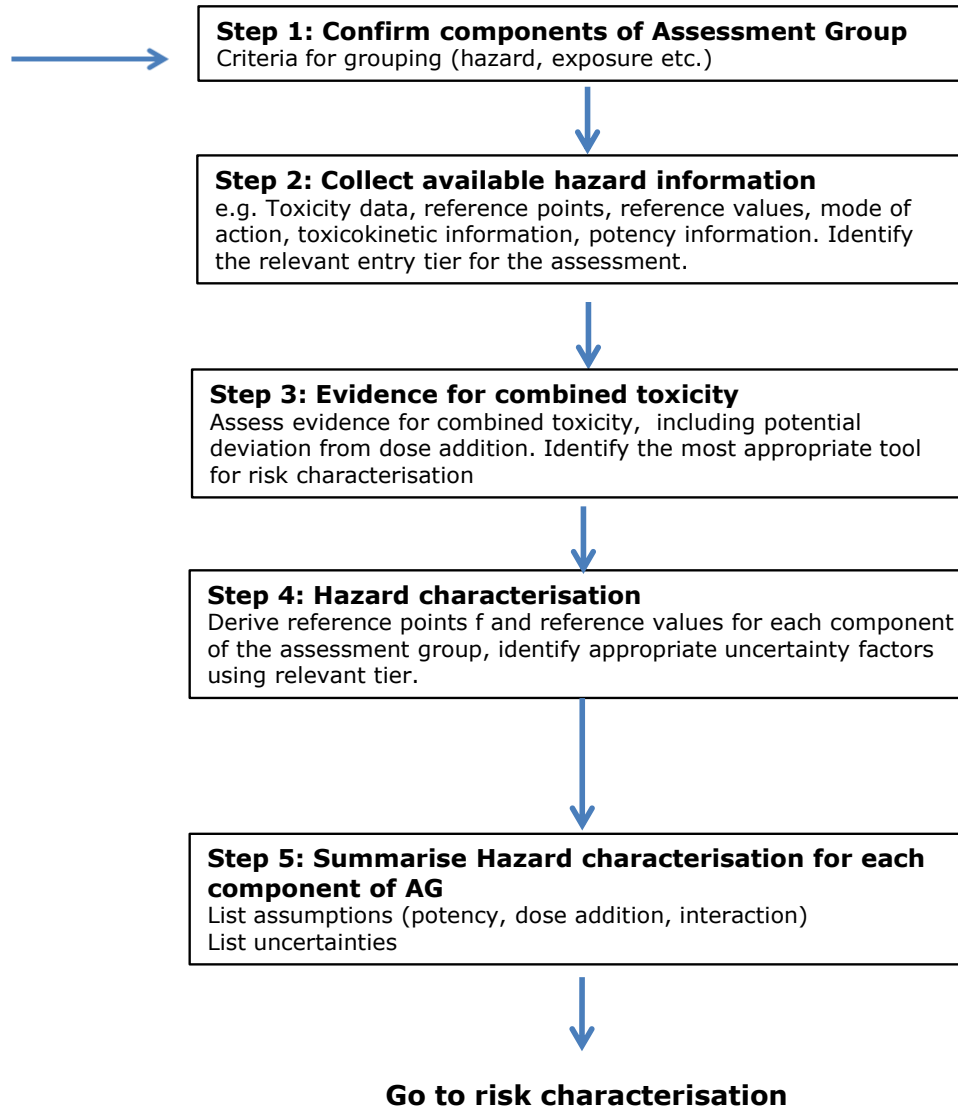 Step 1: Confirm components of Assessment Group
Criteria for grouping (hazard, exposure etc.)
Step 2: Collect available hazard information
e.g. Toxicity data, reference points, reference values, mode of
action, toxicokinetic information, potency information. Identify
the relevant entry tier for the assessment.
Step 3: Evidence for combined toxicity
Assess evidence for combined toxicity,  including potential
deviation from dose addition. Identify the most appropriate tool
for risk characterisation
Step 4: Hazard characterisation
Derive reference points f and reference values for each component
of the assessment group, identify appropriate uncertainty factors
using relevant tier.
Step 5: Summarise Hazard characterisation for each
component of AG
List assumptions (potency, dose addition, interaction)
List uncertainties
Go to risk characterisation